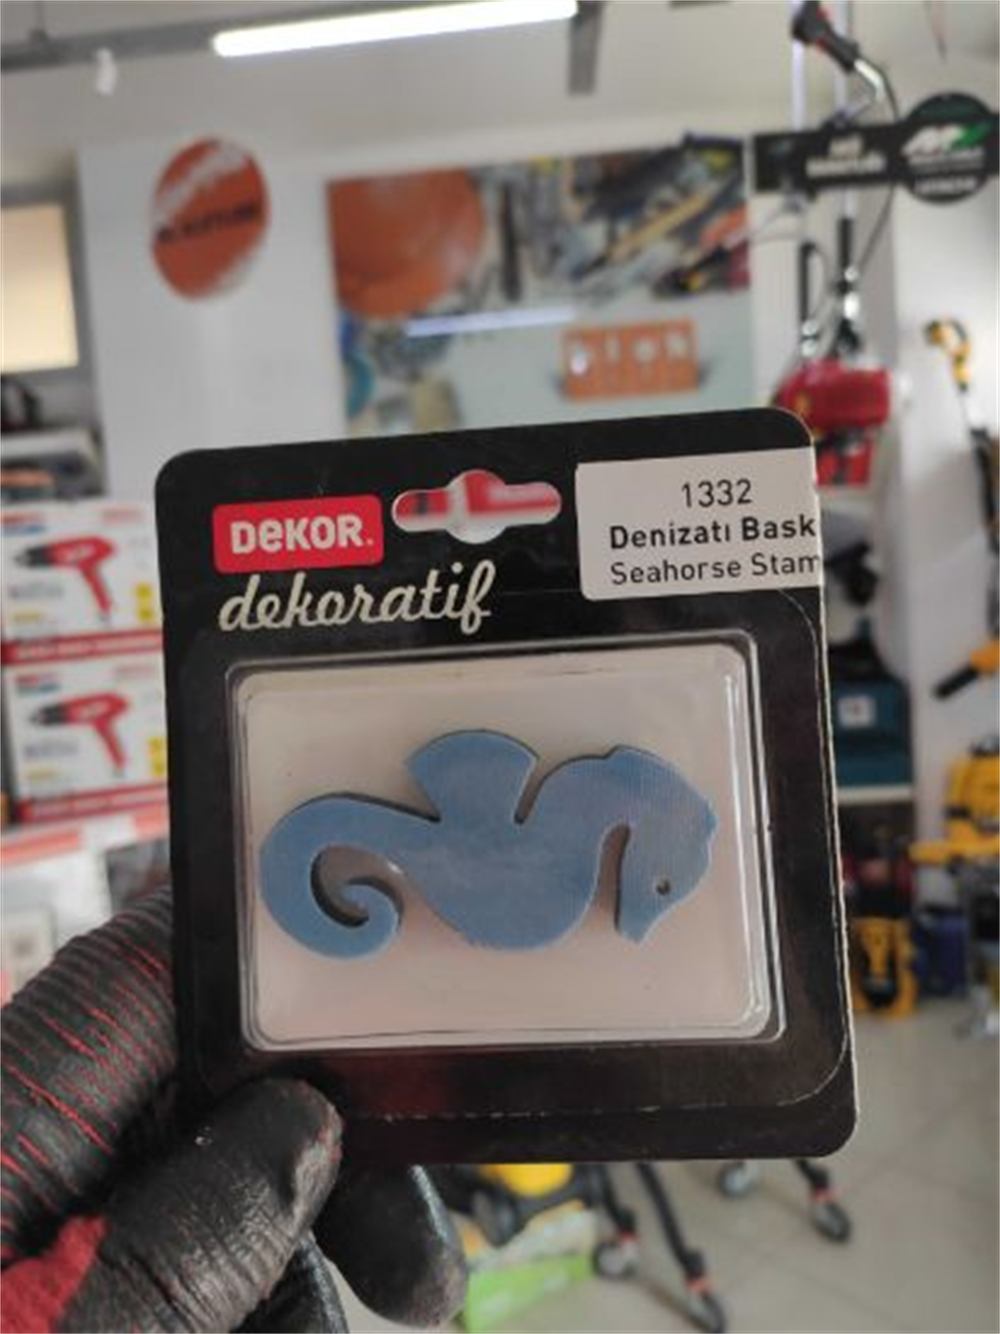 DEKOR.
dekoratif
1332
Denizatı Bask
Seahorse Stam